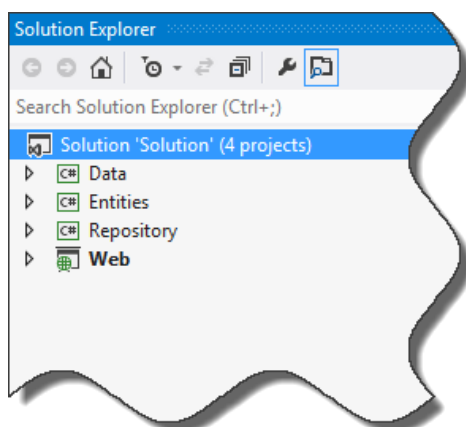 Solution Explorer
Search Solution Explorer (Ctrl+;)
Solution 'Solution' (4 projects)
C# Data
C# Entities
C# Repository
Web